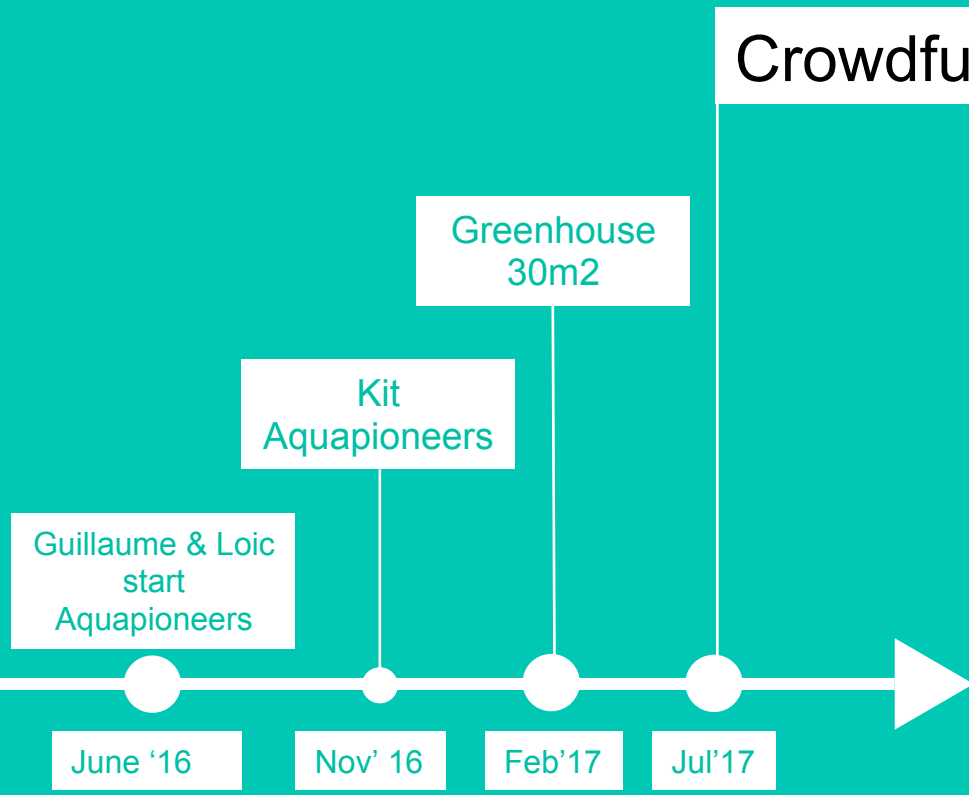 Crowdfu
Greenhouse
30m2
Kit
Aquapioneers
Guillaume & Loic
start
Aquapioneers
June ‘16
Nov’ 16
Feb’17
Jul’17